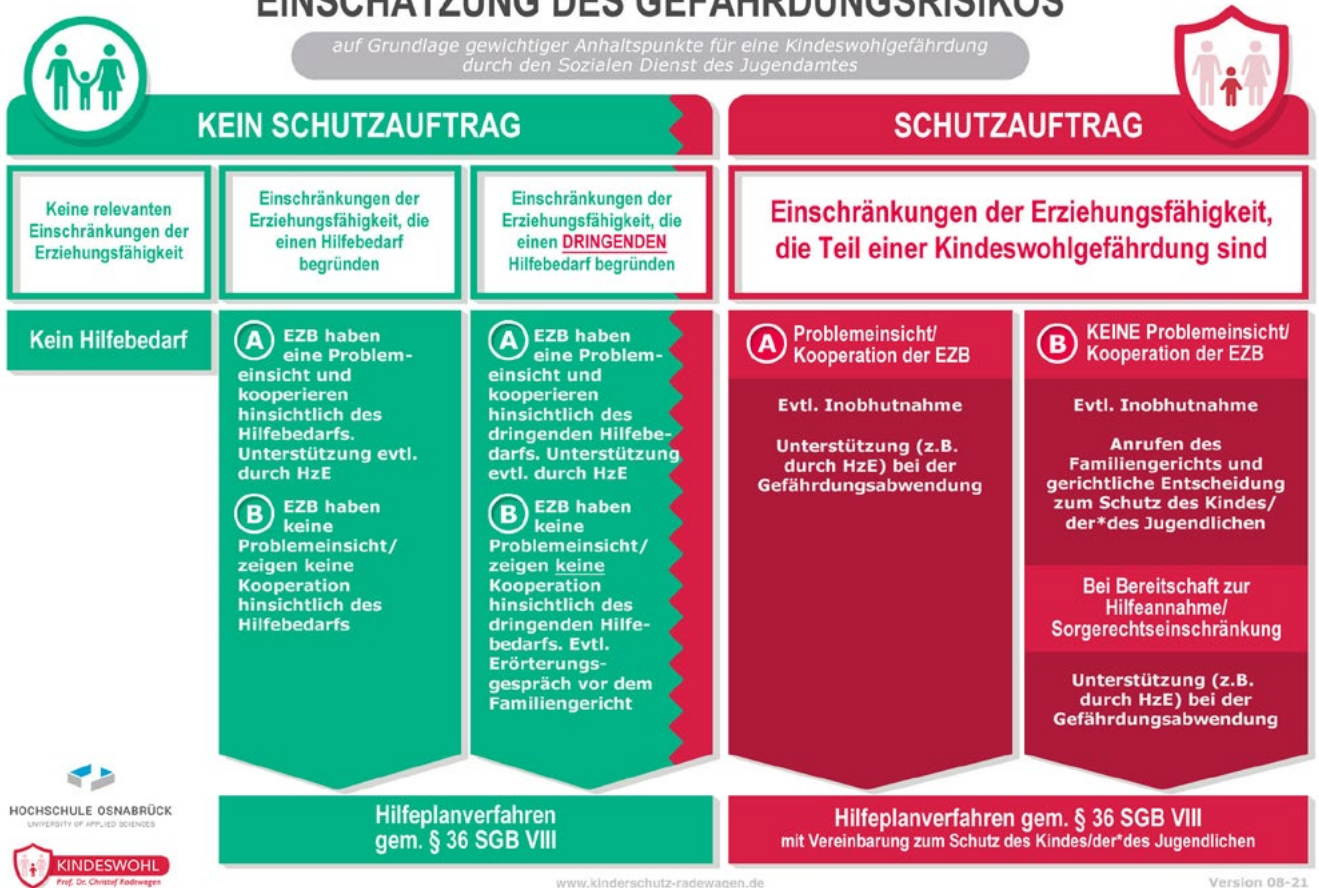 EINSCHÄTZUNG DES GEFÄHRDUNGSRISIKOS
auf Grundlage gewichtiger Anhaltspunkte für eine Kindeswohlgefährdung
durch den Sozialen Dienst des Jugendamtes
KEIN SCHUTZAUFTRAG
SCHUTZAUFTRAG
Keine relevanten
Einschränkungen der
Erziehungsfähigkeit
Einschränkungen der
Erziehungsfähigkeit, die
einen Hilfebedarf
begründen
Einschränkungen der
Erziehungsfähigkeit, die
einen DRINGENDEN
Hilfebedarf begründen
Einschränkungen der Erziehungsfähigkeit,
die Teil einer Kindeswohlgefährdung sind
Kein Hilfebedarf
A EZB haben
eine Problem-
einsicht und
kooperieren
hinsichtlich des
Hilfebedarfs.
Unterstützung evtl.
durch HzE
B EZB haben
keine
Problemeinsicht/
zeigen keine
Kooperation
hinsichtlich des
Hilfebedarfs
A EZB haben
eine Problem-
einsicht und
kooperieren
hinsichtlich des
dringenden Hilfebe-
darfs. Unterstützung
evtl. durch HzE
B EZB haben
keine
Problemeinsicht/
zeigen keine
Kooperation
hinsichtlich des
dringenden Hilfe-
bedarfs. Evtl.
Erörterungs-
gespräch vor dem
Familiengericht
A Problemeinsicht/
Kooperation der EZB
Evtl. Inobhutnahme
Unterstützung (z.B.
durch HzE) bei der
Gefährdungsabwendung
B KEINE Problemeinsicht/
Kooperation der EZB
Evtl. Inobhutnahme
Anrufen des
Familiengerichts und
gerichtliche Entscheidung
zum Schutz des Kindes/
der*des Jugendlichen
Bei Bereitschaft zur
Hilfeannahme/
Sorgerechtseinschränkung
Unterstützung (z.B.
durch HzE) bei der
Gefährdungsabwendung
Hilfeplanverfahren
gem. § 36 SGB VIII
Hilfeplanverfahren gem. § 36 SGB VIII
mit Vereinbarung zum Schutz des Kindes/der*des Jugendlichen
HOCHSCHULE OSNABRÜCK
UNIVERSITY OF APPLIED SCIENCES
KINDESWOHL
Prof. Dr. Christof Radewagen
www.kinderschutz-radewagen.de
Version 08-21